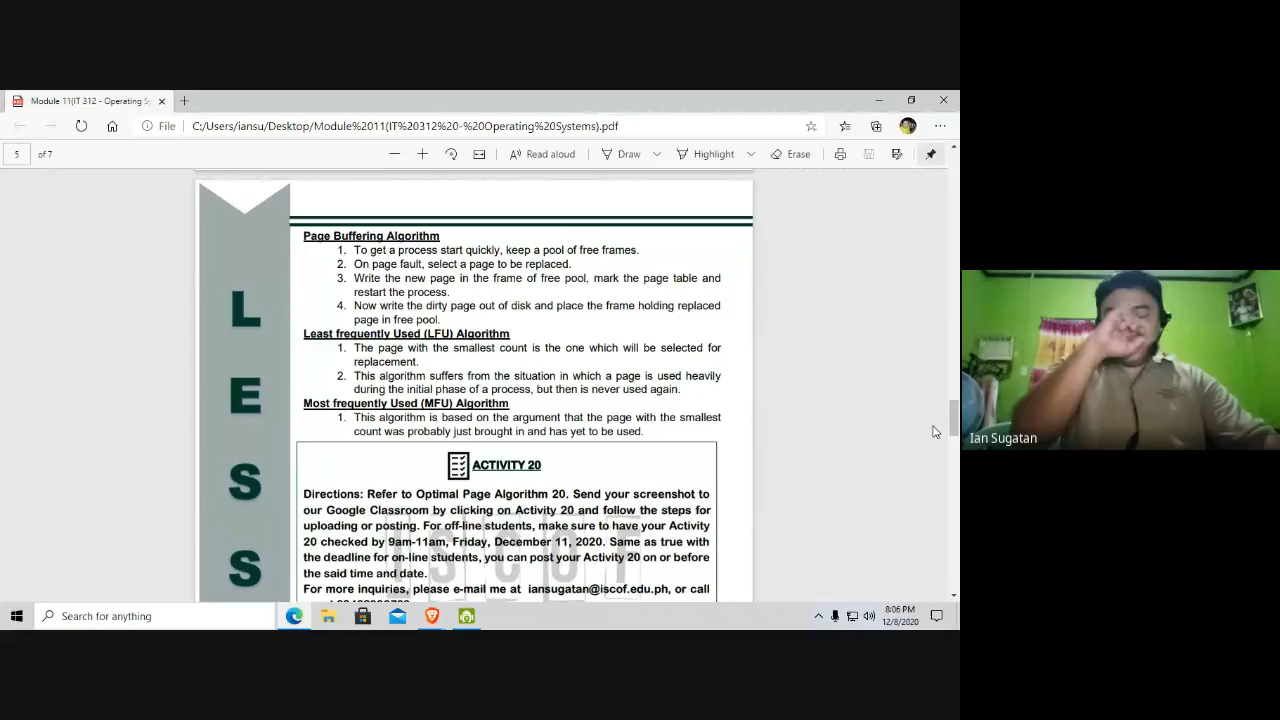 Module 11(IT 312 - Operating Sy
File
C:/Users/iansu/Desktop/Module%2011(IT%20312%20-%20Operating%20Systems).pdf
5
of 7
Read aloud
Draw
Highlight
Erase
Page Buffering Algorithm
1. To get a process start quickly, keep a pool of free frames.
2. On page fault, select a page to be replaced.
3. Write the new page in the frame of free pool, mark the page table and
restart the process.
4. Now write the dirty page out of disk and place the frame holding replaced
page in free pool.
Least frequently Used (LFU) Algorithm
1. The page with the smallest count is the one which will be selected for
replacement.
2. This algorithm suffers from the situation in which a page is used heavily
during the initial phase of a process, but then is never used again.
Most frequently Used (MFU) Algorithm
1. This algorithm is based on the argument that the page with the smallest
count was probably just brought in and has yet to be used.
ACTIVITY 20
Directions: Refer to Optimal Page Algorithm 20. Send your screenshot to
our Google Classroom by clicking on Activity 20 and follow the steps for
uploading or posting. For off-line students, make sure to have your Activity
20 checked by 9am-11am, Friday, December 11, 2020. Same as true with
the deadline for on-line students, you can post your Activity 20 on or before
the said time and date.
For more inquiries, please e-mail me at iansugatan@iscof.edu.ph, or call
ISCOF
L
E
S
S
Ian Sugatan
Search for anything
8:06 PM
12/8/2020